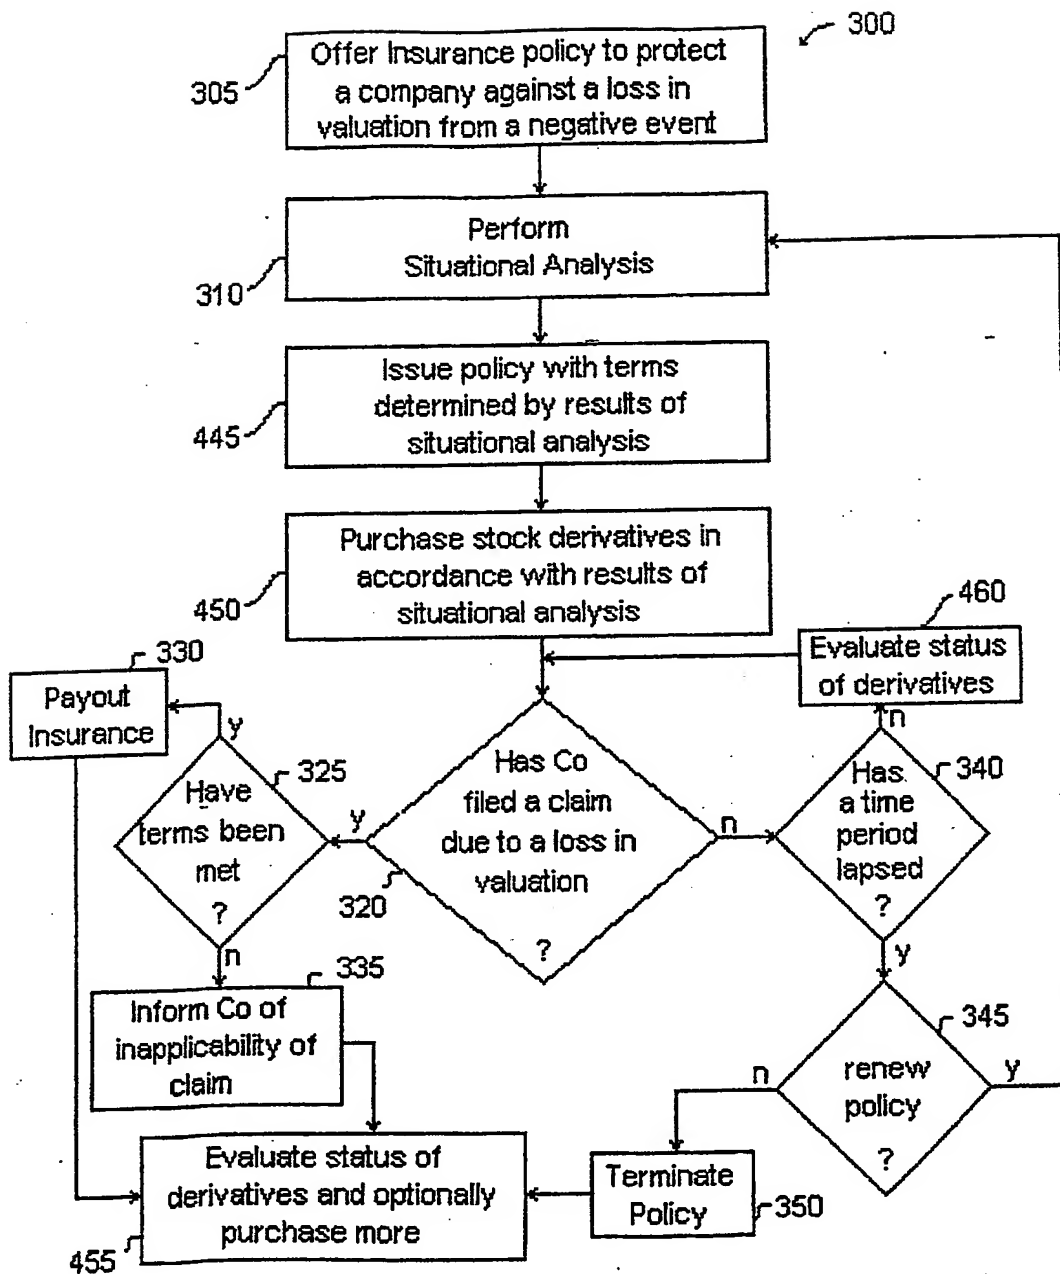 300
305
Offer Insurance policy to protect
a company against a loss in
valuation from a negative event
310
Perform
Situational Analysis
445
Issue policy with terms
determined by results of
situational analysis
450
Purchase stock derivatives in
accordance with results of
situational analysis
460
Evaluate status
of derivatives
330
Payout
Insurance
y
325
Have
terms been
met
?
y
320
Has Co
filed a claim
due to a loss in
valuation
?
n
n
340
Has
a time
period
lapsed
?
n
335
Inform Co of
inapplicability of
claim
y
345
renew
policy
?
n
y
455
Evaluate status of
derivatives and optionally
purchase more
Terminate
Policy
350